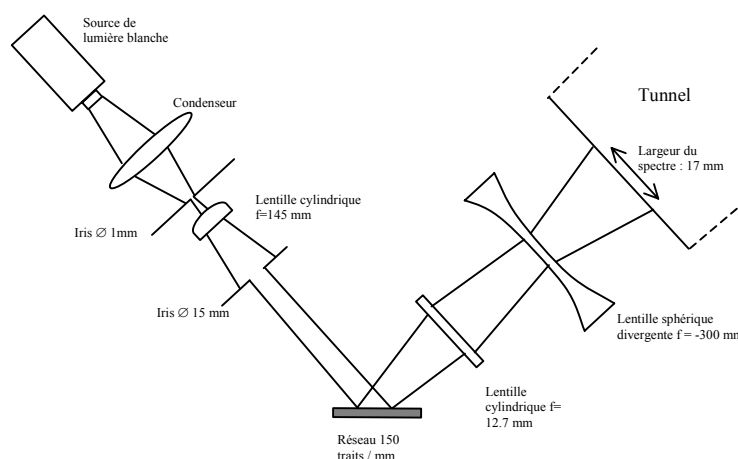 Source de
lumière blanche
Condenseur
Tunnel
Largeur du
spectre : 17 mm
Lentille cylindrique
f=145 mm
Iris ∅ 1mm
Iris ∅ 15 mm
Lentille sphérique
divergente f = -300 mm
Lentille
cylindrique f=
12.7 mm
Réseau 150
traits / mm